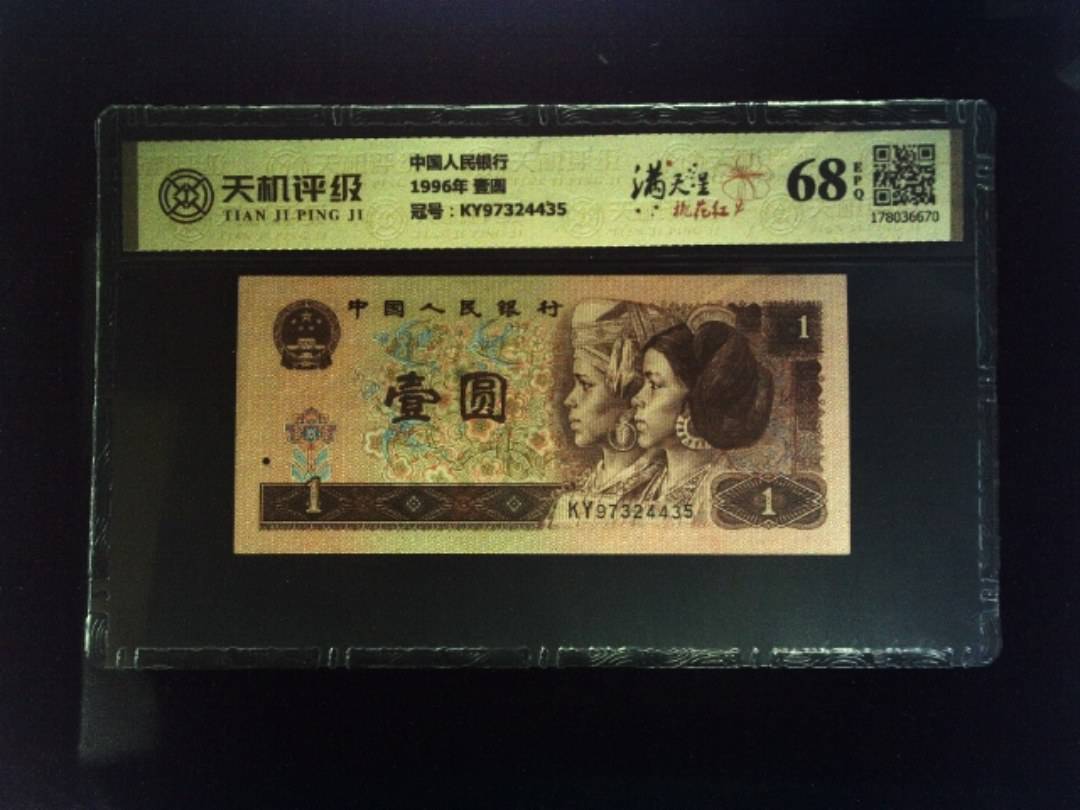 天机评级
TIAN JI PING JI
中国人民银行
1996年 壹圆
冠号：KY97324435
满天星
桃花红
68
EPQ
178036670
中国人民银行
壹圆
1
1
KY97324435
1